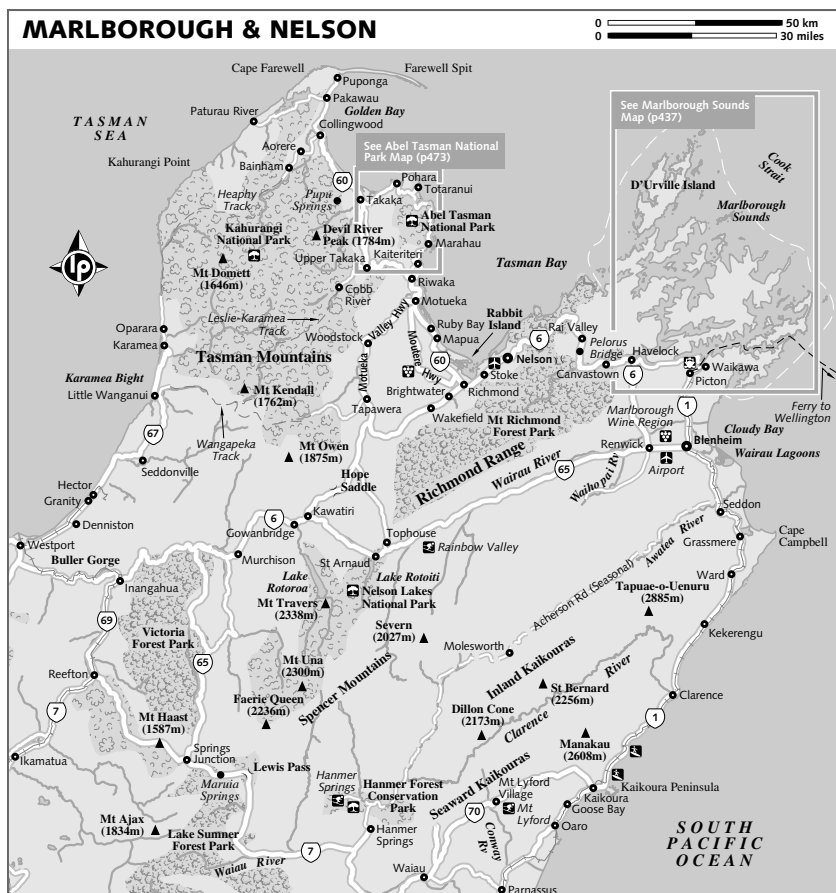 MARLBOROUGH & NELSON
0 50 km
0 30 miles
Cape Farewell
Farewell Spit
Puponga
Pakawau
Golden Bay
Paturau River
Collingwood
TASMAN
SEA
Aorere
Kahurangi Point
Bainham
See Abel Tasman National
Park Map (p473)
See Marlborough Sounds
Map (p437)
Cook
Strait
D'Urville Island
Marlborough
Sounds
60
Heaphy
Track
Pupu
Springs
Pohara
Totaranui
Takaka
Abel Tasman
National Park
Kahurangi
National Park
Devil River
Peak (1784m)
Marahau
Kaiteriteri
Upper Takaka
Tasman Bay
lp
Mt Domett
(1646m)
Cobb
River
Riwaka
Motueka
Leslie-Karamea
Track
Rabbit
Island
Ruby Bay
Mapua
6
Rai Valley
Pelorus
Bridge
Havelock
Oparara
Karamea
Woodstock
Motueka Valley Hwy
Moutere Hwy
60
Nelson
Stoke
Canvastown
6
Waikawa
Picton
Tasman Mountains
Karamea Bight
Little Wanganui
Mt Kendall
(1762m)
Brightwater
Richmond
Tapawera
Wakefield
Mt Richmond
Forest Park
Marlborough
Wine Region
1
Ferry to
Wellington
Cloudy Bay
Wangapeka
Track
67
Mt Owen
(1875m)
Richmond Range
Renwick
Blenheim
Wairau Lagoons
Airport
Seddonville
Wairau River
65
Waihopai Rv
Hector
Granity
Hope
Saddle
Denniston
Kawatiri
6
Gowanbridge
Tophouse
Seddon
Cape
Campbell
Grassmere
Awatea River
Westport
Buller Gorge
Murchison
St Arnaud
Rainbow Valley
Ward
Inangahua
Lake
Rotoroa
Lake Rotoiti
Nelson Lakes
National Park
Acherson Rd (Seasonal)
Tapuae-o-Uenuru
(2885m)
Mt Travers
(2338m)
69
Victoria
Forest Park
65
Severn
(2027m)
Kekerengu
Molesworth
Reefton
Mt Una
(2300m)
Spenser Mountains
Inland Kaikouras
River
Clarence
Clarence
7
Faerie Queen
(2236m)
St Bernard
(2256m)
Dillon Cone
(2173m)
1
Mt Haast
(1587m)
Manakau
(2608m)
Ikamatua
Springs
Junction
Lewis Pass
Maruia
Springs
Hanmer
Springs
Hanmer Forest
Conservation
Park
Seaward Kaikouras
Mt Lyford
Village
Mt
Lyford
Kaikoura Peninsula
Kaikoura
Goose Bay
Oaro
Mt Ajax
(1834m)
Lake Sumner
Forest Park
Hanmer
Springs
70
Conway
Rv
SOUTH
PACIFIC
OCEAN
7
Waiau River
Waiau
Parnassus